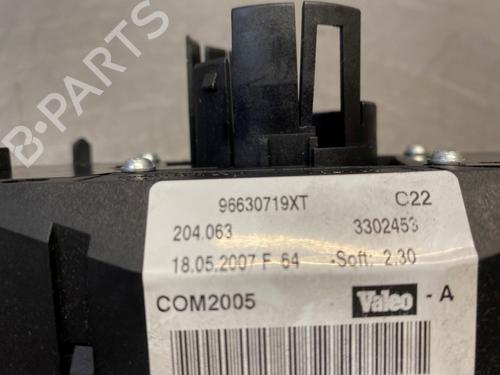 B-PARTS
96630719XT C22
204.063 3302453
18.05.2007 F 64 -Soft: 2.30
COM2005 Valeo - A